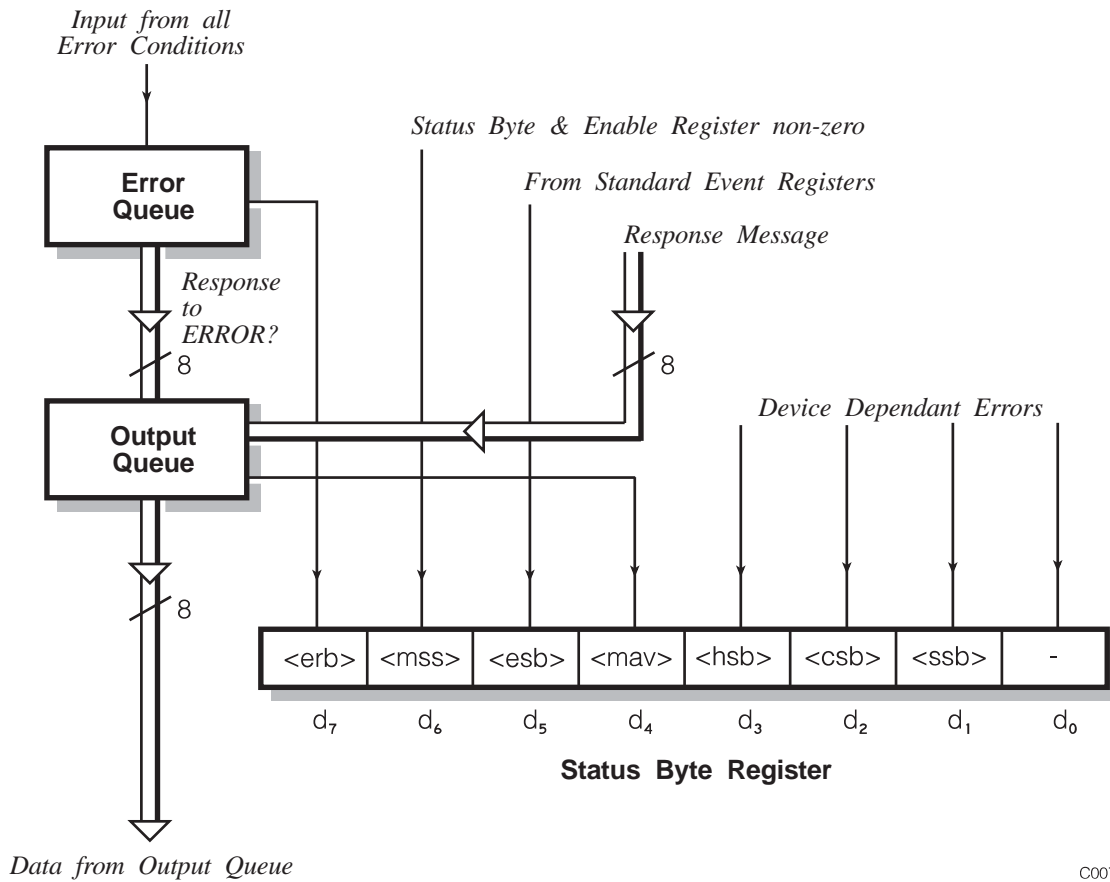 Input from all
Error Conditions
Status Byte & Enable Register non-zero
From Standard Event Registers
Response Message
Error
Queue
Response
to
ERROR?
8
8
Device Dependant Errors
Output
Queue
8
<erb> <mss> <esb> <mav> <hsb> <csb> <ssb> -
d₇ d₆ d₅ d₄ d₃ d₂ d₁ d₀
Status Byte Register
Data from Output Queue